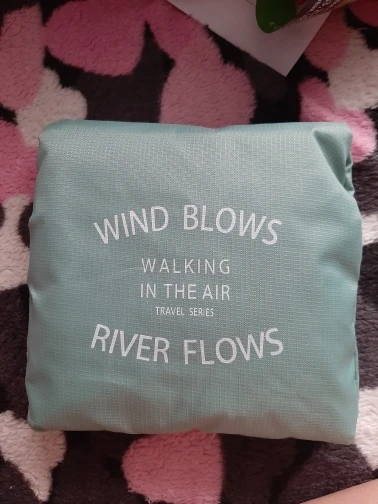 WIND BLOWS
WALKING
IN THE AIR
TRAVEL SERIES
RIVER FLOWS